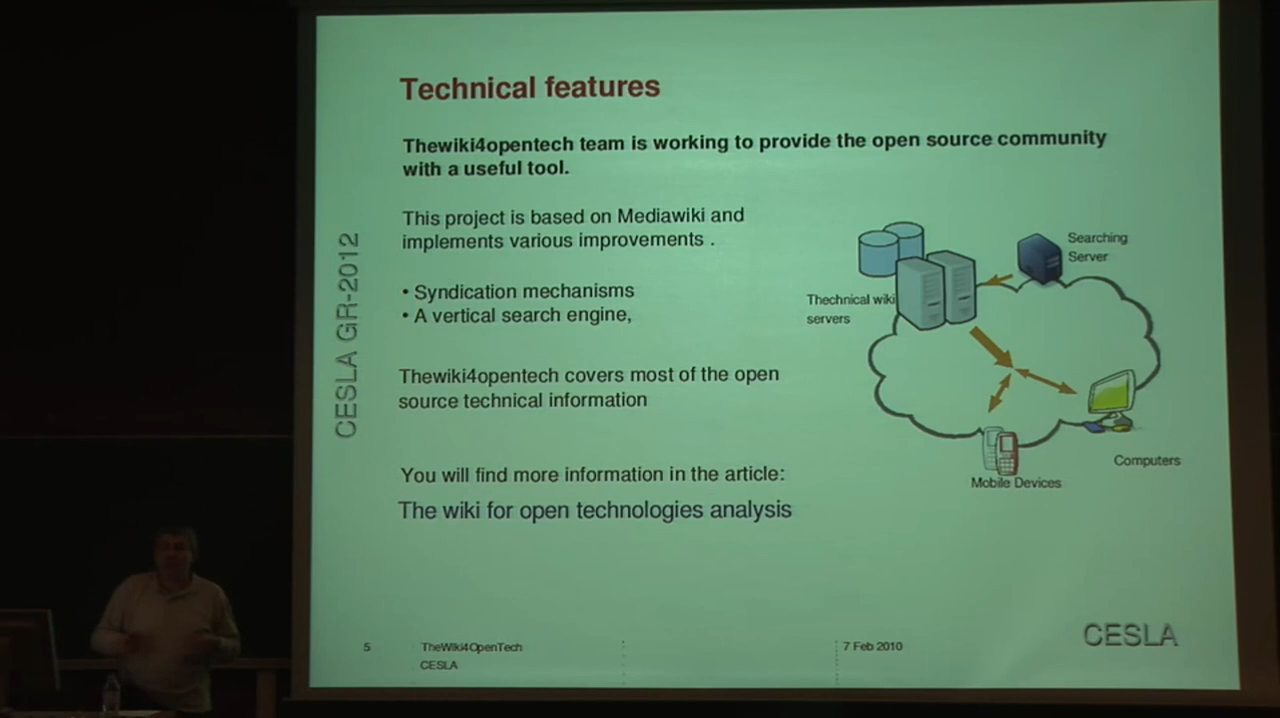 Technical features
Thewiki4opentech team is working to provide the open source community
with a useful tool.
This project is based on Mediawiki and
implements various improvements .
• Syndication mechanisms
• A vertical search engine,
Thewiki4opentech covers most of the open
source technical information
You will find more information in the article:
The wiki for open technologies analysis
CESLA GR-2012
Searching
Server
Thechnical wiki
servers
Computers
Mobile Devices
5
TheWiki4OpenTech
CESLA
7 Feb 2010
CESLA